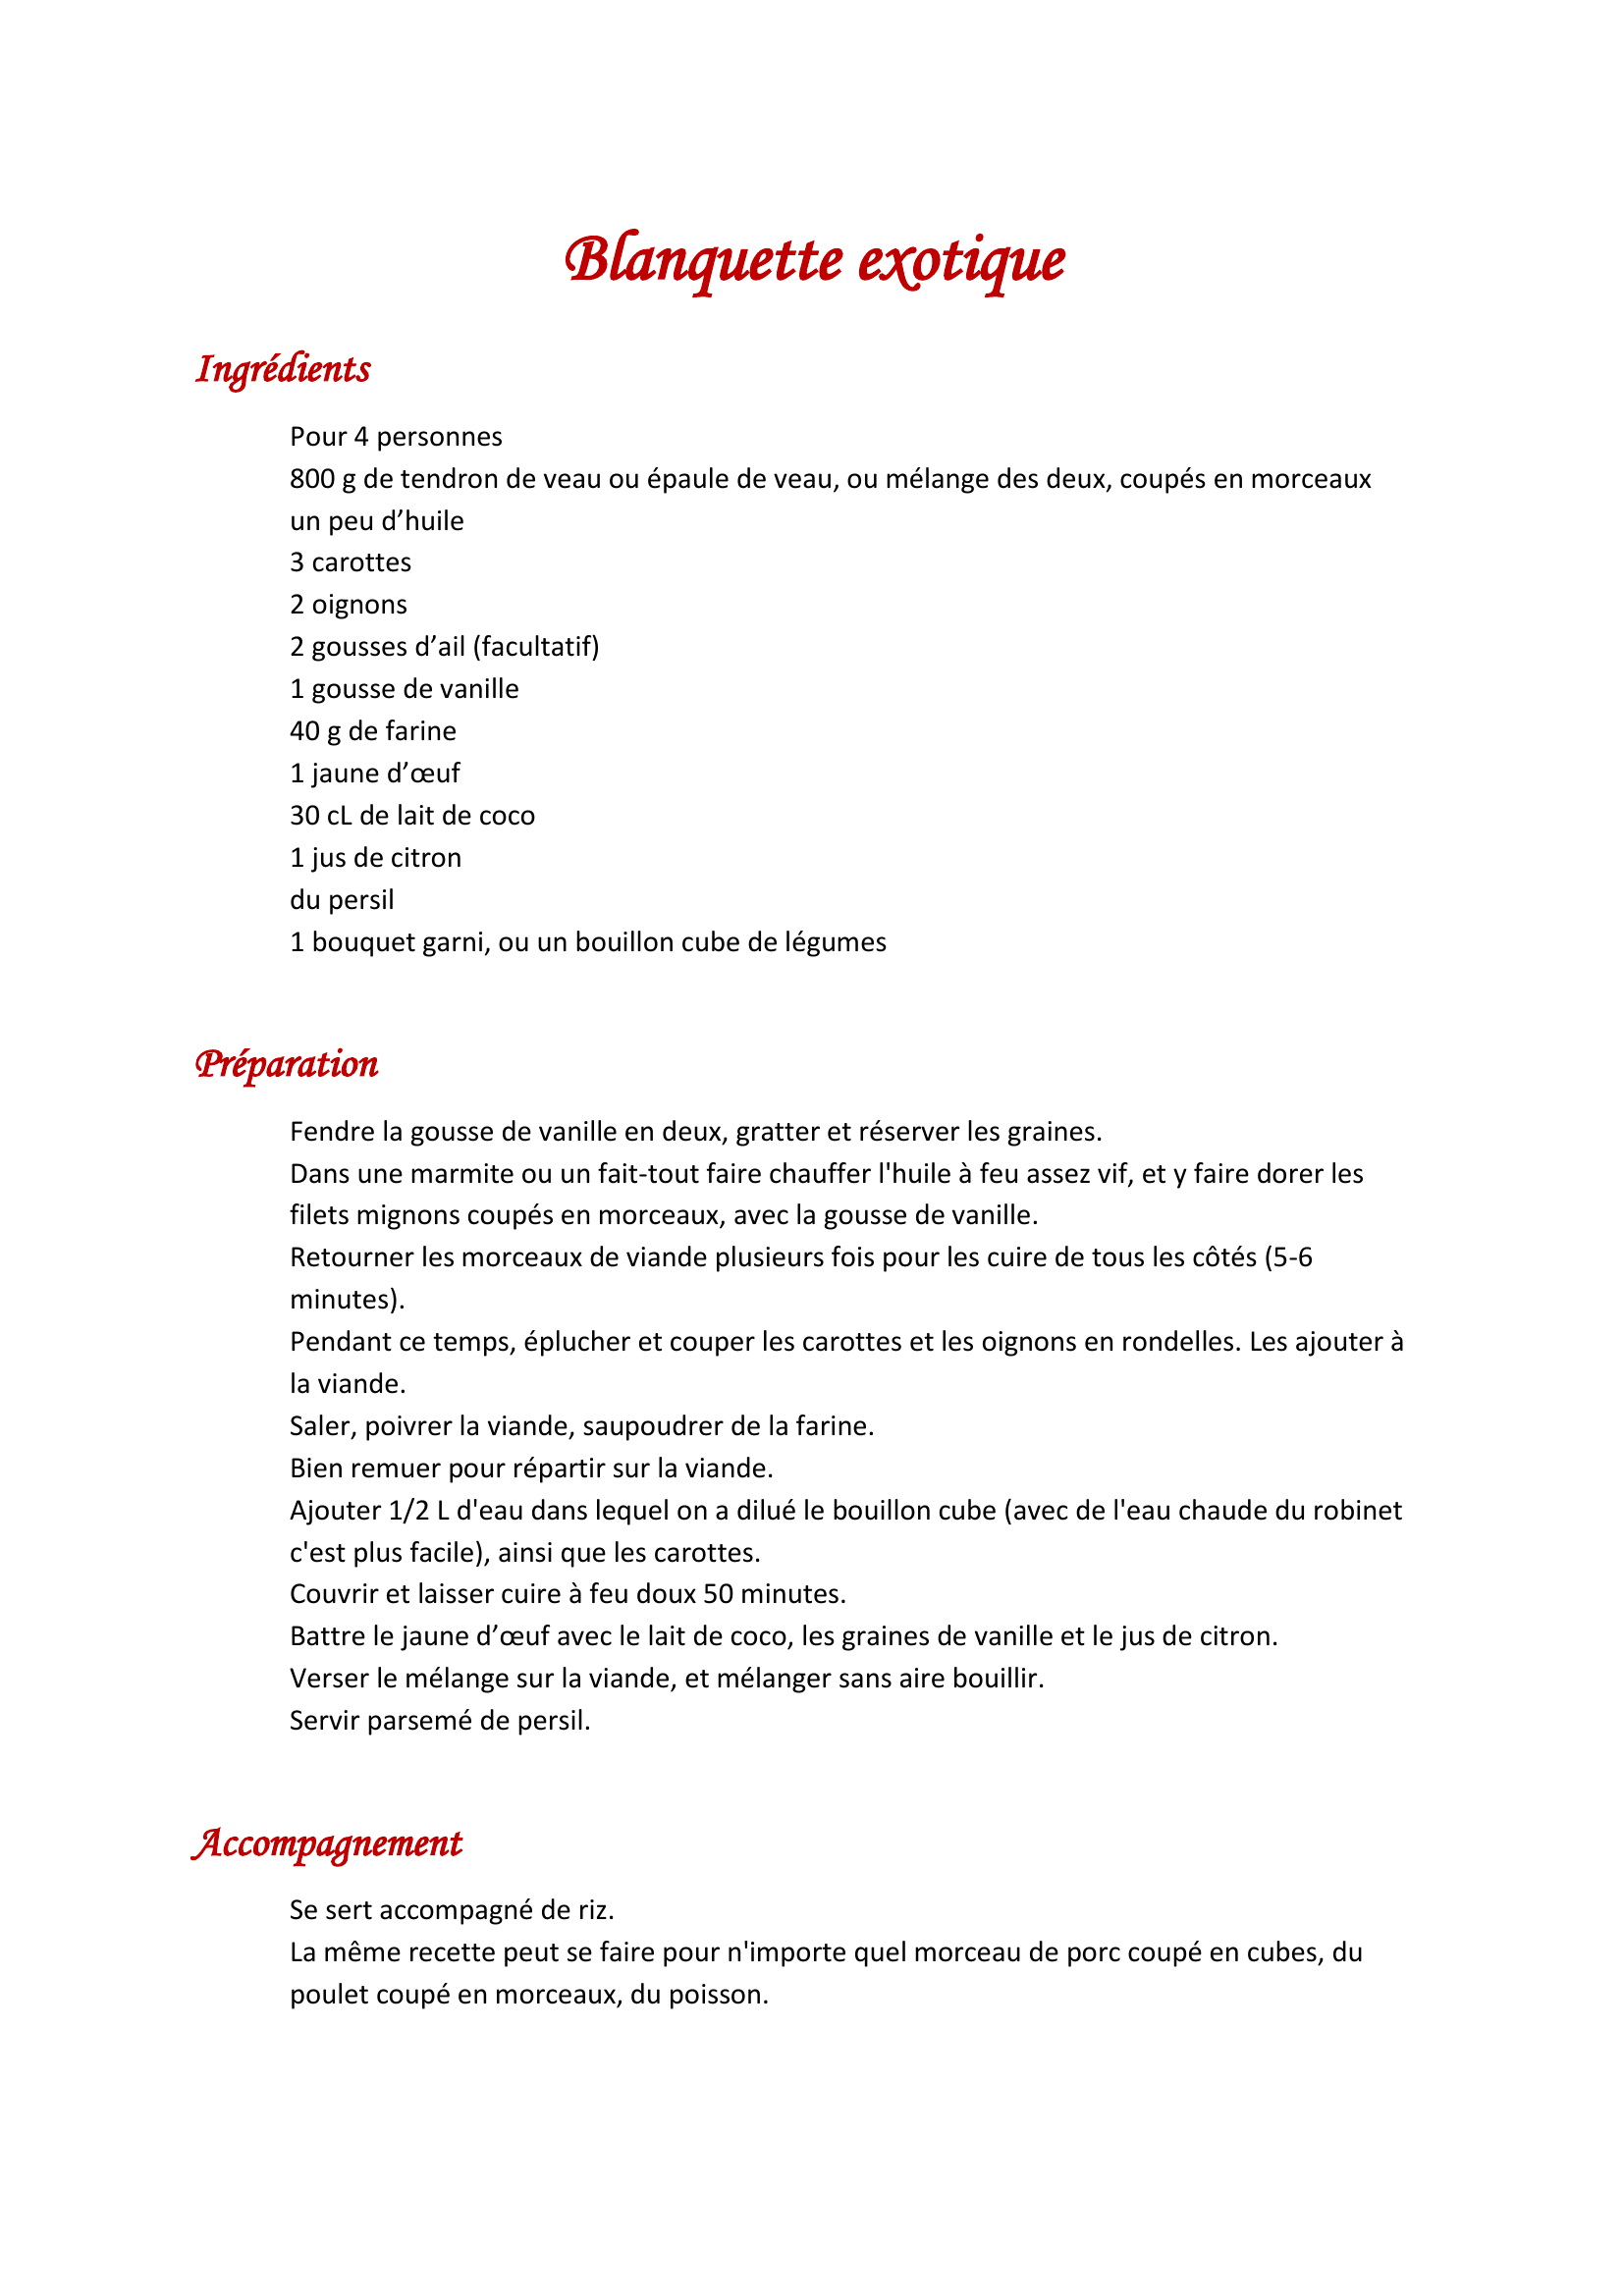 Blanquette exotique
Ingrédients
Pour 4 personnes
800 g de tendron de veau ou épaule de veau, ou mélange des deux, coupés en morceaux
un peu d’huile
3 carottes
2 oignons
2 gousses d’ail (facultatif)
1 gousse de vanille
40 g de farine
1 jaune d’œuf
30 cL de lait de coco
1 jus de citron
du persil
1 bouquet garni, ou un bouillon cube de légumes
Préparation
Fendre la gousse de vanille en deux, gratter et réserver les graines.
Dans une marmite ou un fait-tout faire chauffer l'huile à feu assez vif, et y faire dorer les
filets mignons coupés en morceaux, avec la gousse de vanille.
Retourner les morceaux de viande plusieurs fois pour les cuire de tous les côtés (5-6
minutes).
Pendant ce temps, éplucher et couper les carottes et les oignons en rondelles. Les ajouter à
la viande.
Saler, poivrer la viande, saupoudrer de la farine.
Bien remuer pour répartir sur la viande.
Ajouter 1/2 L d'eau dans lequel on a dilué le bouillon cube (avec de l'eau chaude du robinet
c'est plus facile), ainsi que les carottes.
Couvrir et laisser cuire à feu doux 50 minutes.
Battre le jaune d’œuf avec le lait de coco, les graines de vanille et le jus de citron.
Verser le mélange sur la viande, et mélanger sans aire bouillir.
Servir parsemé de persil.
Accompagnement
Se sert accompagné de riz.
La même recette peut se faire pour n'importe quel morceau de porc coupé en cubes, du
poulet coupé en morceaux, du poisson.